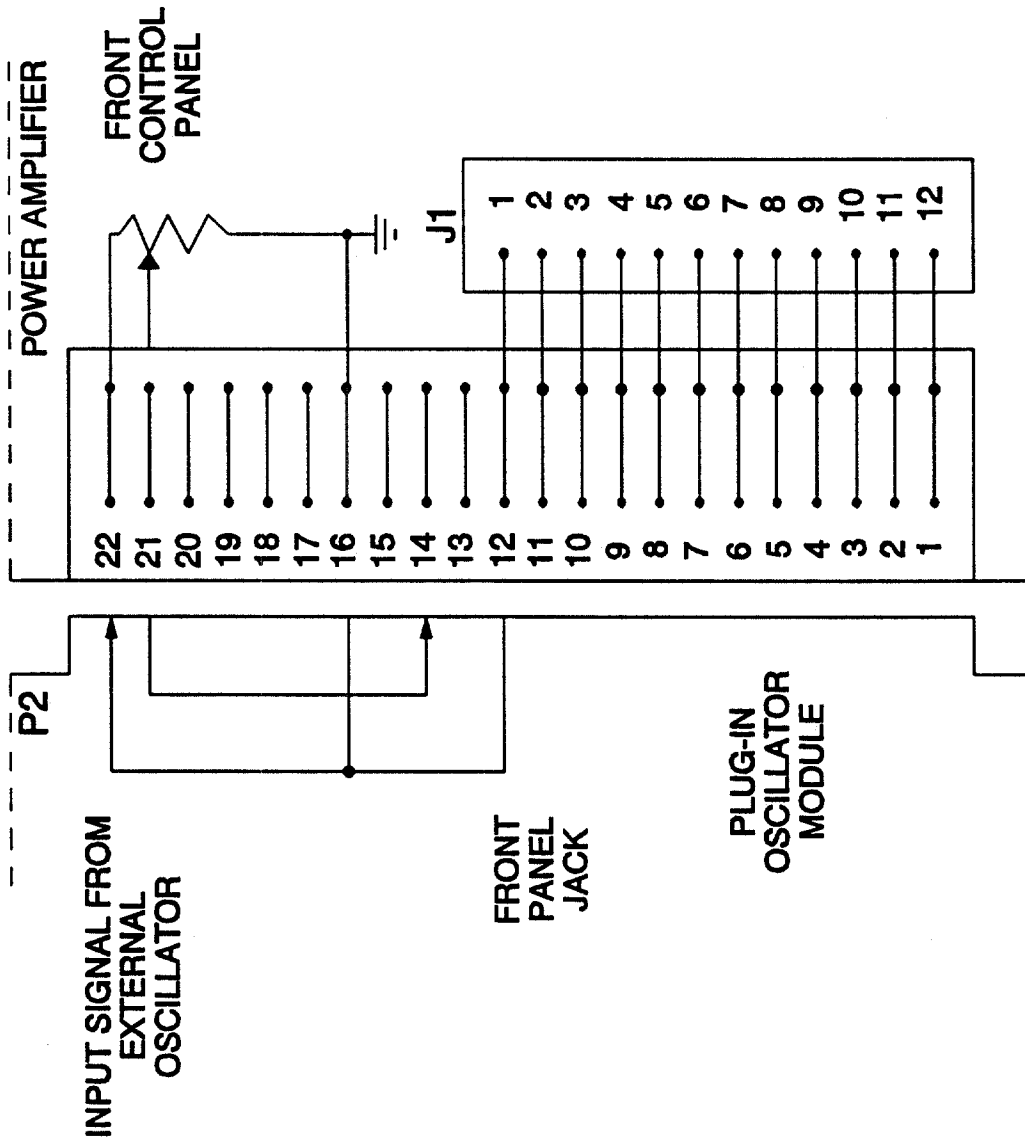 POWER AMPLIFIER
FRONT
CONTROL
PANEL
P2
INPUT SIGNAL FROM
EXTERNAL
OSCILLATOR
22
21
20
19
18
17
16
15
14
13
12
11
10
9
8
7
6
5
4
3
2
1
J1
1
2
3
4
5
6
7
8
9
10
11
12
FRONT
PANEL
JACK
PLUG-IN
OSCILLATOR
MODULE